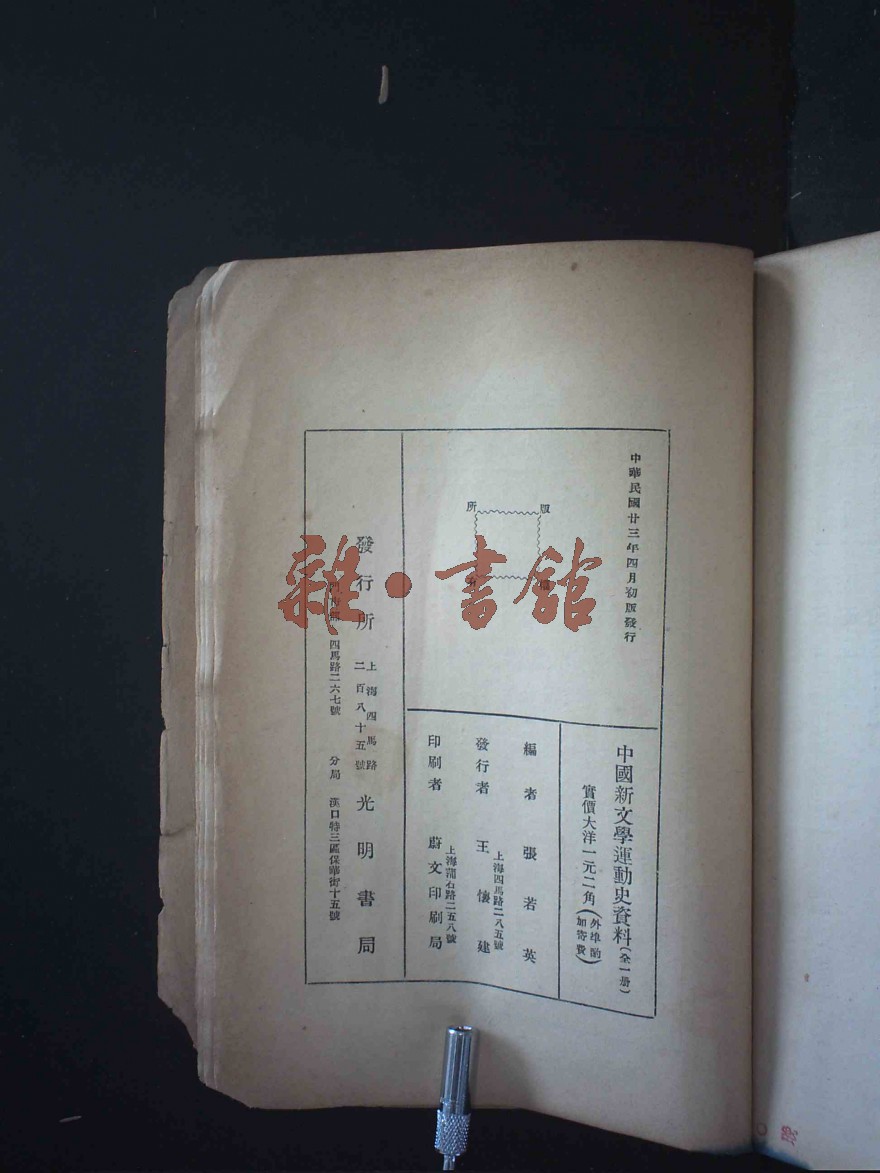 中華民國廿三年四月初版發行
版權
所有
中國新文學運動史資料(全一册)
實價大洋一元二角(外埠酌加寄費)
編者 張若英
發行者 王懷建
上海四馬路二八五號
印刷者 蔚文印刷局
上海蒲石路二五八號
發行所 上海四馬路二百八十五號 光明書局
四馬路二六七號 分局 漢口特三區保華街十五號
雜·書館